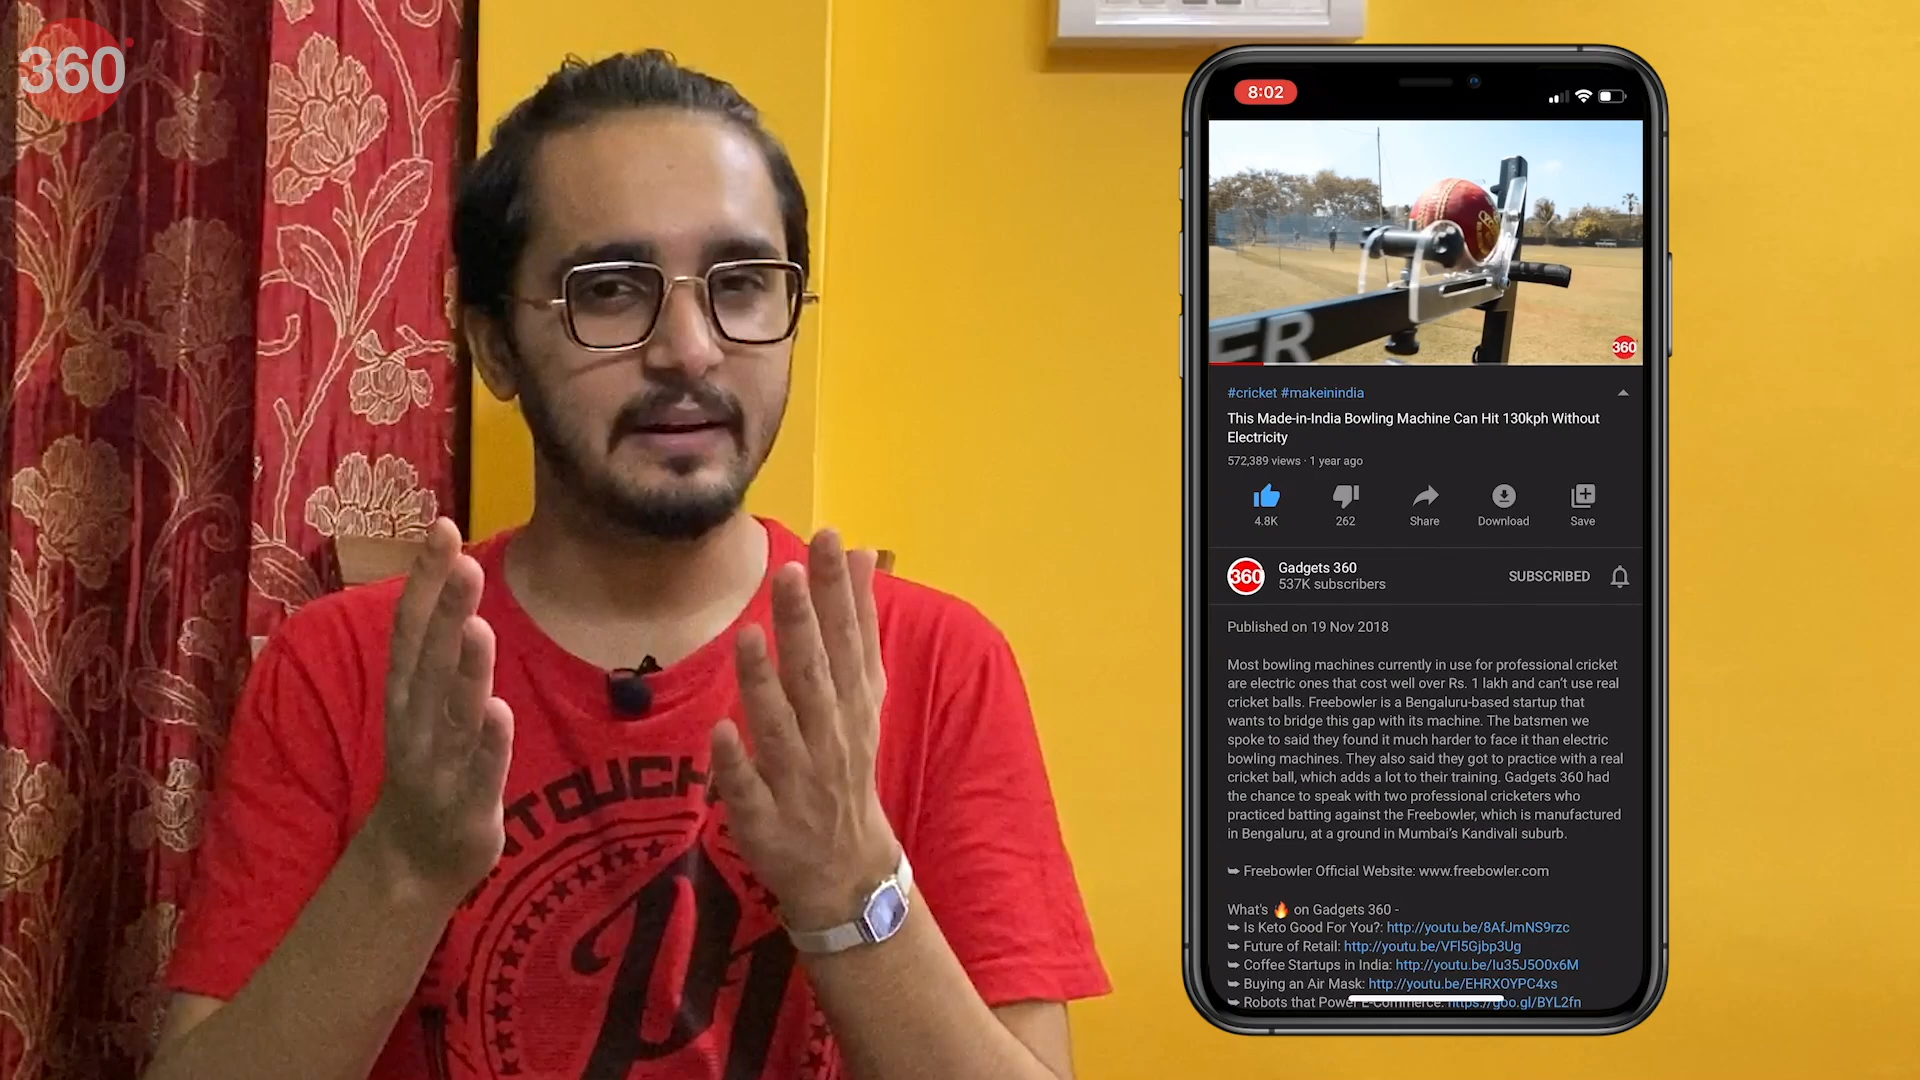 360
8:02
ER
360
#cricket #makeinindia
This Made-in-India Bowling Machine Can Hit 130kph Without
Electricity
572,389 views · 1 year ago
4.8K
262
Share
Download
Save
360
Gadgets 360
537K subscribers
SUBSCRIBED
Published on 19 Nov 2018
Most bowling machines currently in use for professional cricket
are electric ones that cost well over Rs. 1 lakh and can't use real
cricket balls. Freebowler is a Bengaluru-based startup that
wants to bridge this gap with its machine. The batsmen we
spoke to said they found it much harder to face it than electric
bowling machines. They also said they got to practice with a real
cricket ball, which adds a lot to their training. Gadgets 360 had
the chance to speak with two professional cricketers who
practiced batting against the Freebowler, which is manufactured
in Bengaluru, at a ground in Mumbai's Kandivali suburb.
➥ Freebowler Official Website: www.freebowler.com
What's 🔥 on Gadgets 360 -
➥ Is Keto Good For You?: http://youtu.be/8AfJmNS9rzc
➥ Future of Retail: http://youtu.be/VFl5Gjbp3Ug
➥ Coffee Startups in India: http://youtu.be/Iu35J5O0x6M
➥ Buying an Air Mask: http://youtu.be/EHRXOYPC4xs
➥ Robots that Power E-Commerce: https://goo.gl/BYL2fn